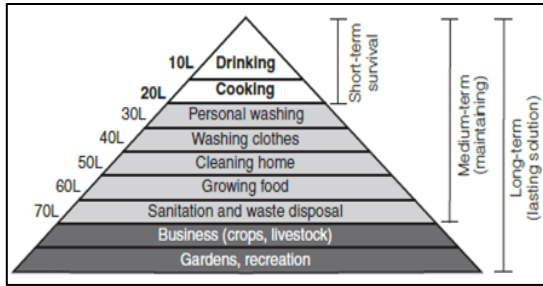 10L Drinking
20L Cooking
30L Personal washing
40L Washing clothes
50L Cleaning home
60L Growing food
70L Sanitation and waste disposal
Business (crops, livestock)
Gardens, recreation
Short-term
survival
Medium-term
(maintaining)
Long-term
(lasting solution)